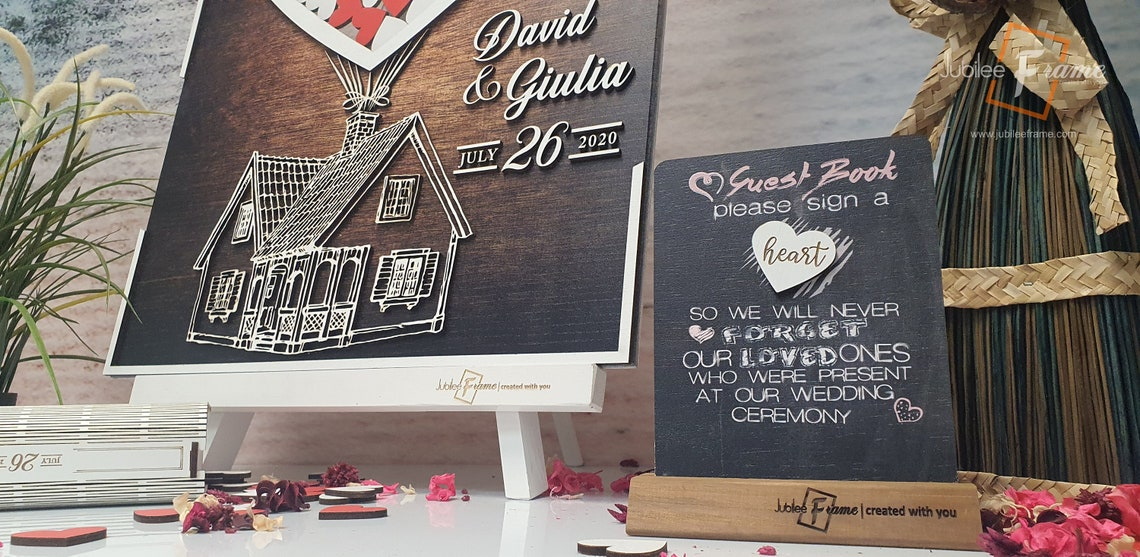 David
& Giulia
JULY 26 2020
Jubilee Frame | created with you
JULY
26
Jubilee Frame
www.jubileeframe.com
Guest Book
please sign a
heart
SO WE WILL NEVER
FORGET
OUR LOVED ONES
WHO WERE PRESENT
AT OUR WEDDING
CEREMONY
Jubilee Frame | created with you